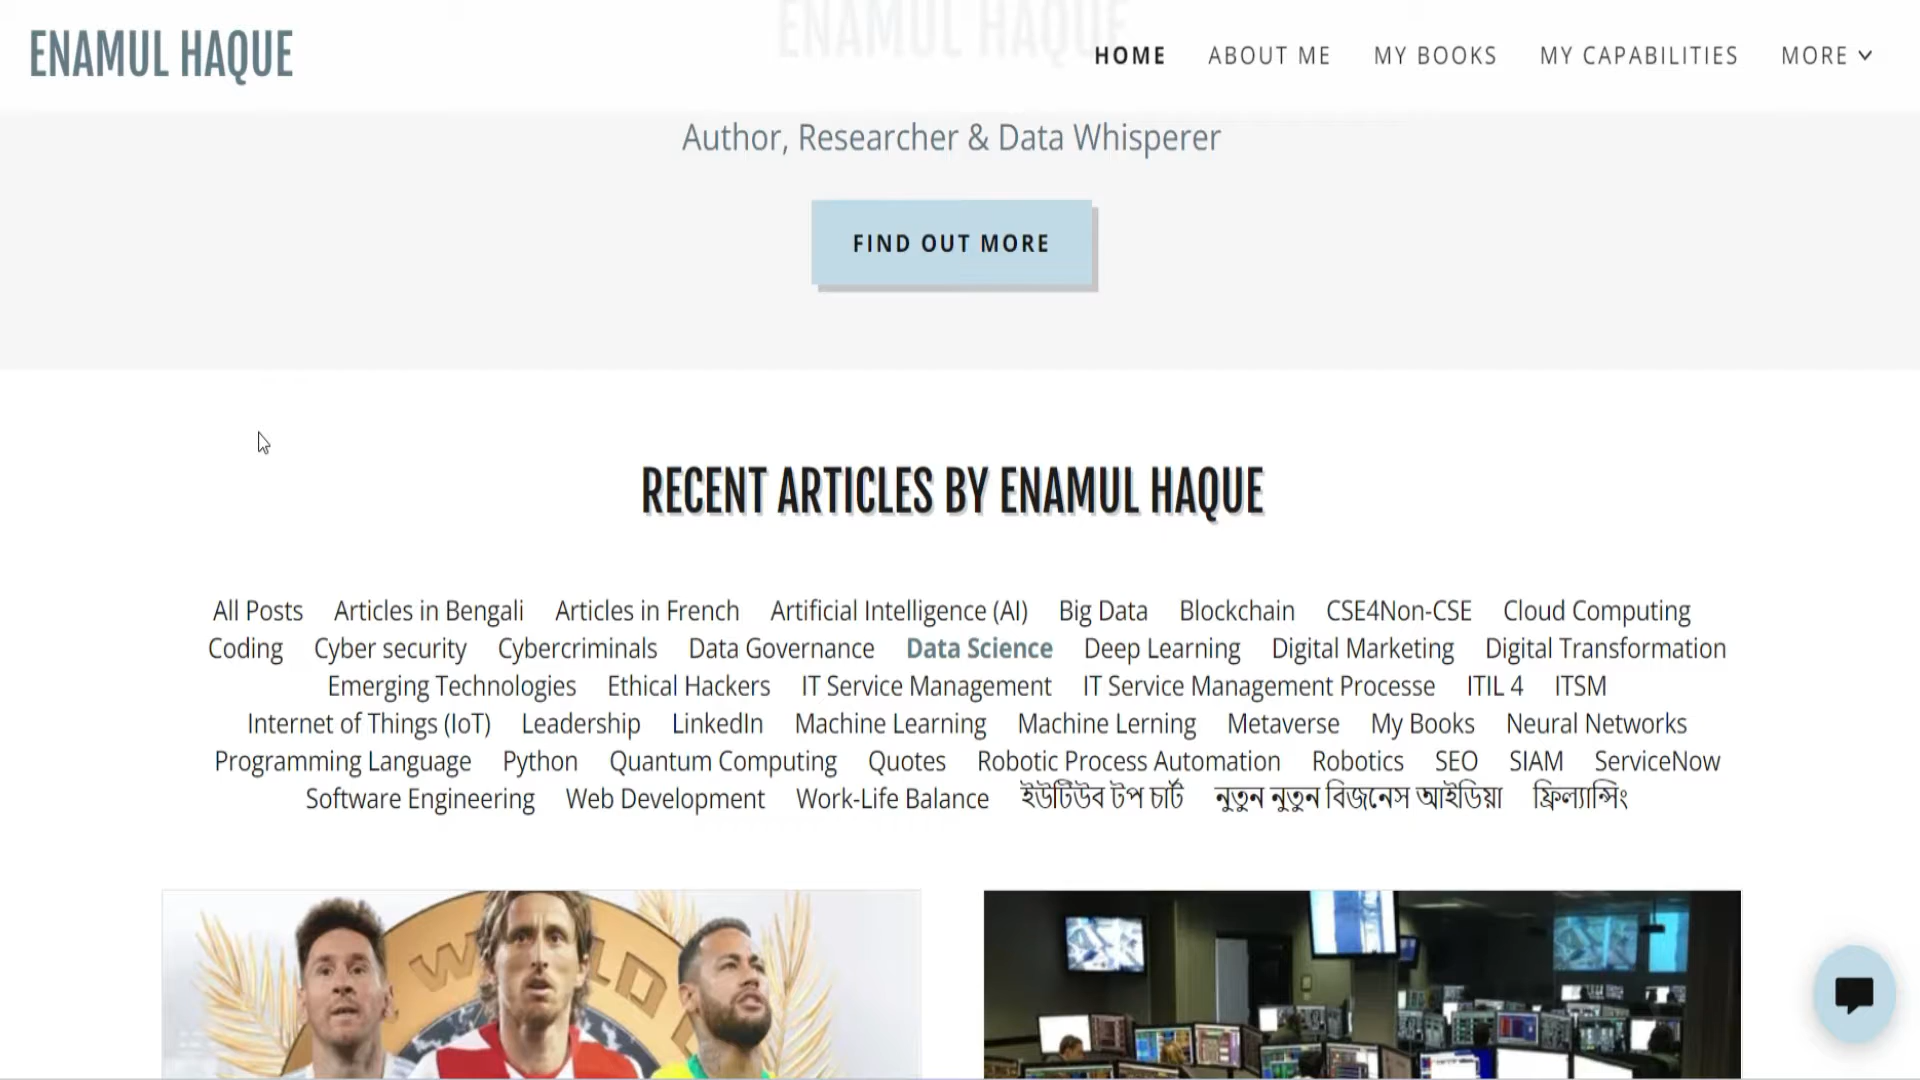 ENAMUL HAQUE
ENAMUL HAQUE
HOME ABOUT ME MY BOOKS MY CAPABILITIES MORE
Author, Researcher & Data Whisperer
FIND OUT MORE
RECENT ARTICLES BY ENAMUL HAQUE
All Posts Articles in Bengali Articles in French Artificial Intelligence (AI) Big Data Blockchain CSE4Non-CSE Cloud Computing
Coding Cyber security Cybercriminals Data Governance Data Science Deep Learning Digital Marketing Digital Transformation
Emerging Technologies Ethical Hackers IT Service Management IT Service Management Processe ITIL 4 ITSM
Internet of Things (IoT) Leadership LinkedIn Machine Learning Machine Lerning Metaverse My Books Neural Networks
Programming Language Python Quantum Computing Quotes Robotic Process Automation Robotics SEO SIAM ServiceNow
Software Engineering Web Development Work-Life Balance ইউটিউব টপ চার্ট নুতুন নুতুন বিজনেস আইডিয়া ফ্রিল্যান্সিং
WORLD